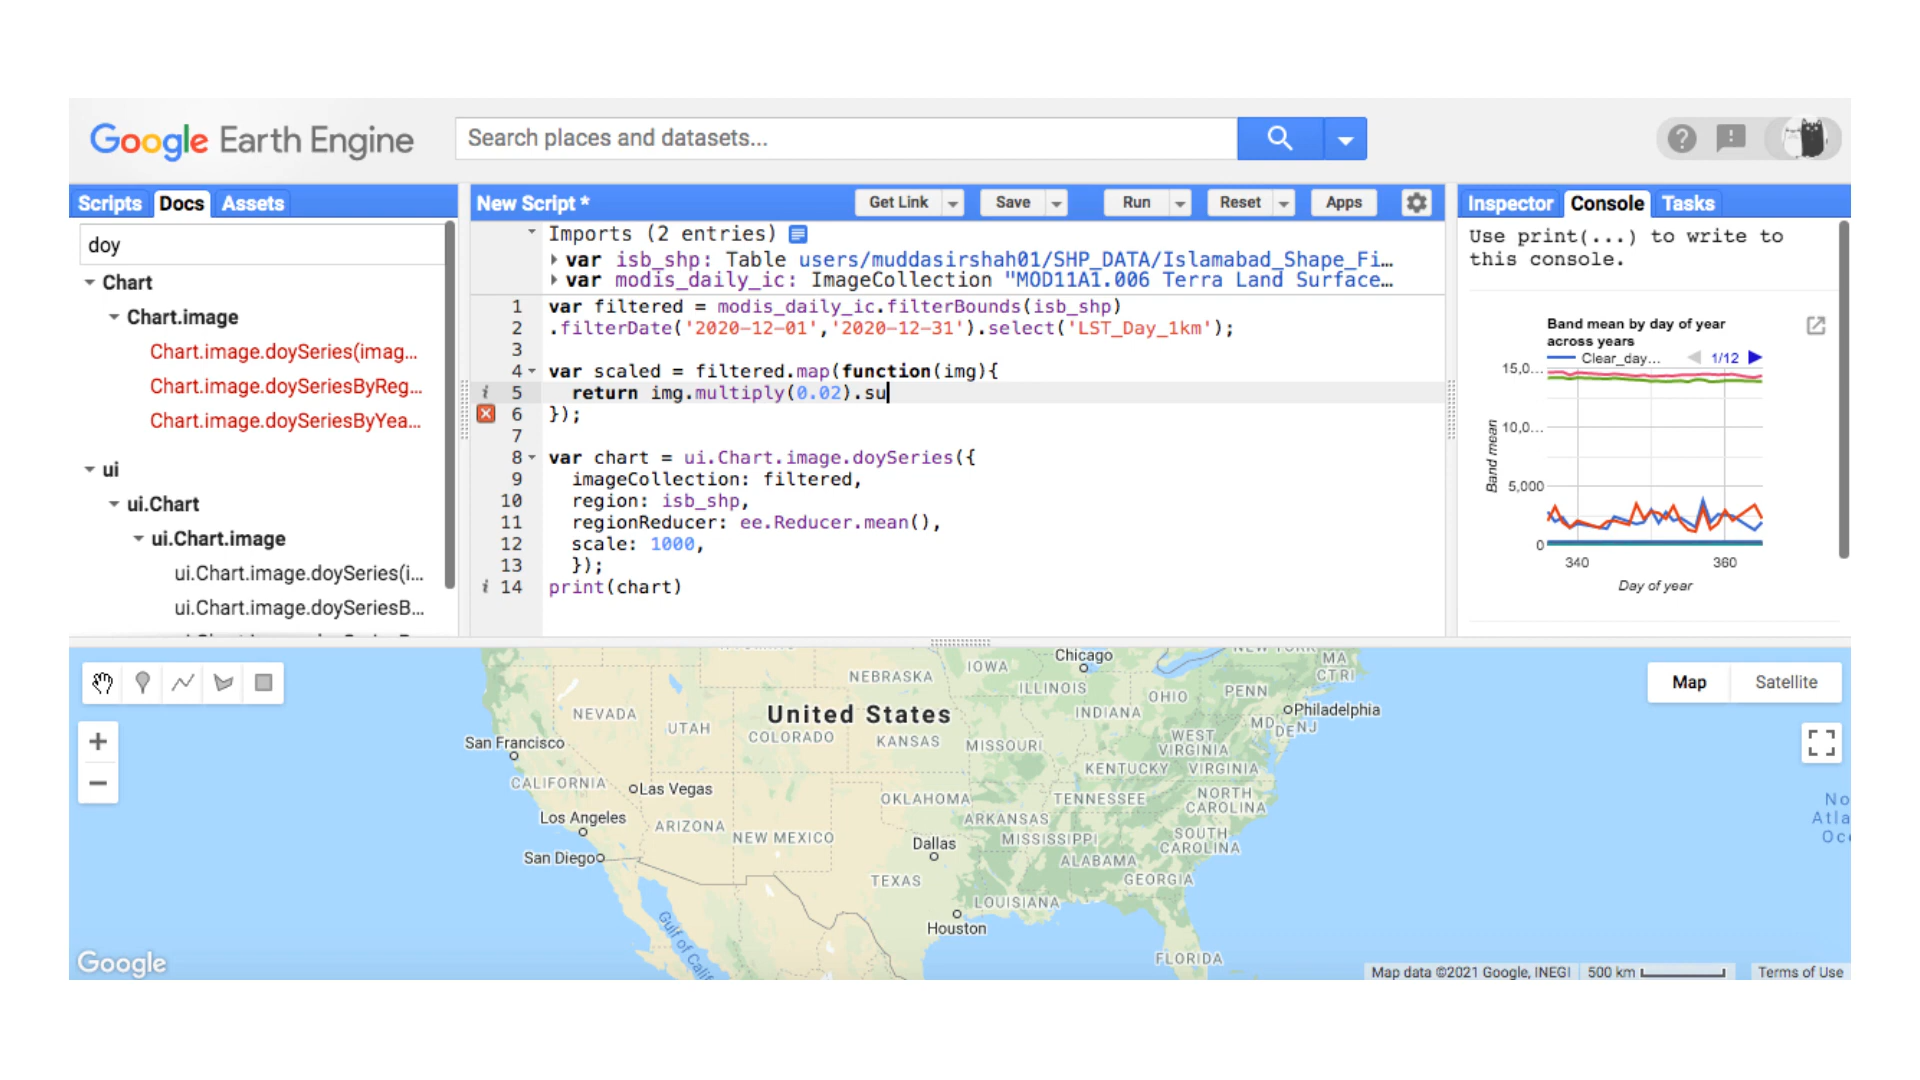 Google Earth Engine
Search places and datasets...
Scripts Docs Assets
doy
Chart
Chart.image
Chart.image.doySeries(imag...
Chart.image.doySeriesByReg...
Chart.image.doySeriesByYea...
ui
ui.Chart
ui.Chart.image
ui.Chart.image.doySeries(i...
ui.Chart.image.doySeriesB...
New Script *
Get Link
Save
Run
Reset
Apps
Imports (2 entries)
var isb_shp: Table users/muddasirshah01/SHP_DATA/Islamabad_Shape_Fi…
var modis_daily_ic: ImageCollection "MOD11A1.006 Terra Land Surface…
1 var filtered = modis_daily_ic.filterBounds(isb_shp)
2 .filterDate('2020-12-01','2020-12-31').select('LST_Day_1km');
3
4 var scaled = filtered.map(function(img){
i 5 return img.multiply(0.02).su
6 });
7
8 var chart = ui.Chart.image.doySeries({
9 imageCollection: filtered,
10 region: isb_shp,
11 regionReducer: ee.Reducer.mean(),
12 scale: 1000,
13 });
i 14 print(chart)
Inspector Console Tasks
Use print(...) to write to
this console.
Band mean by day of year
across years
Clear_day...
1/12
15,0...
10,0...
5,000
0
Band mean
340
360
Day of year
Map
Satellite
Chicago
IOWA
MA
CT RI
NEBRASKA
ILLINOIS
OHIO
PENN
NEVADA
United States
INDIANA
Philadelphia
MD
DE NJ
UTAH
COLORADO
KANSAS
MISSOURI
WEST
VIRGINIA
San Francisco
KENTUCKY
VIRGINIA
CALIFORNIA
Las Vegas
OKLAHOMA
TENNESSEE
NORTH
CAROLINA
Los Angeles
ARIZONA
NEW MEXICO
ARKANSAS
MISSISSIPPI
SOUTH
CAROLINA
Dallas
San Diego
ALABAMA
TEXAS
GEORGIA
LOUISIANA
Houston
Gulf of Calif
FLORIDA
No
Atla
Oce
Google
Map data ©2021 Google, INEGI
500 km
Terms of Use